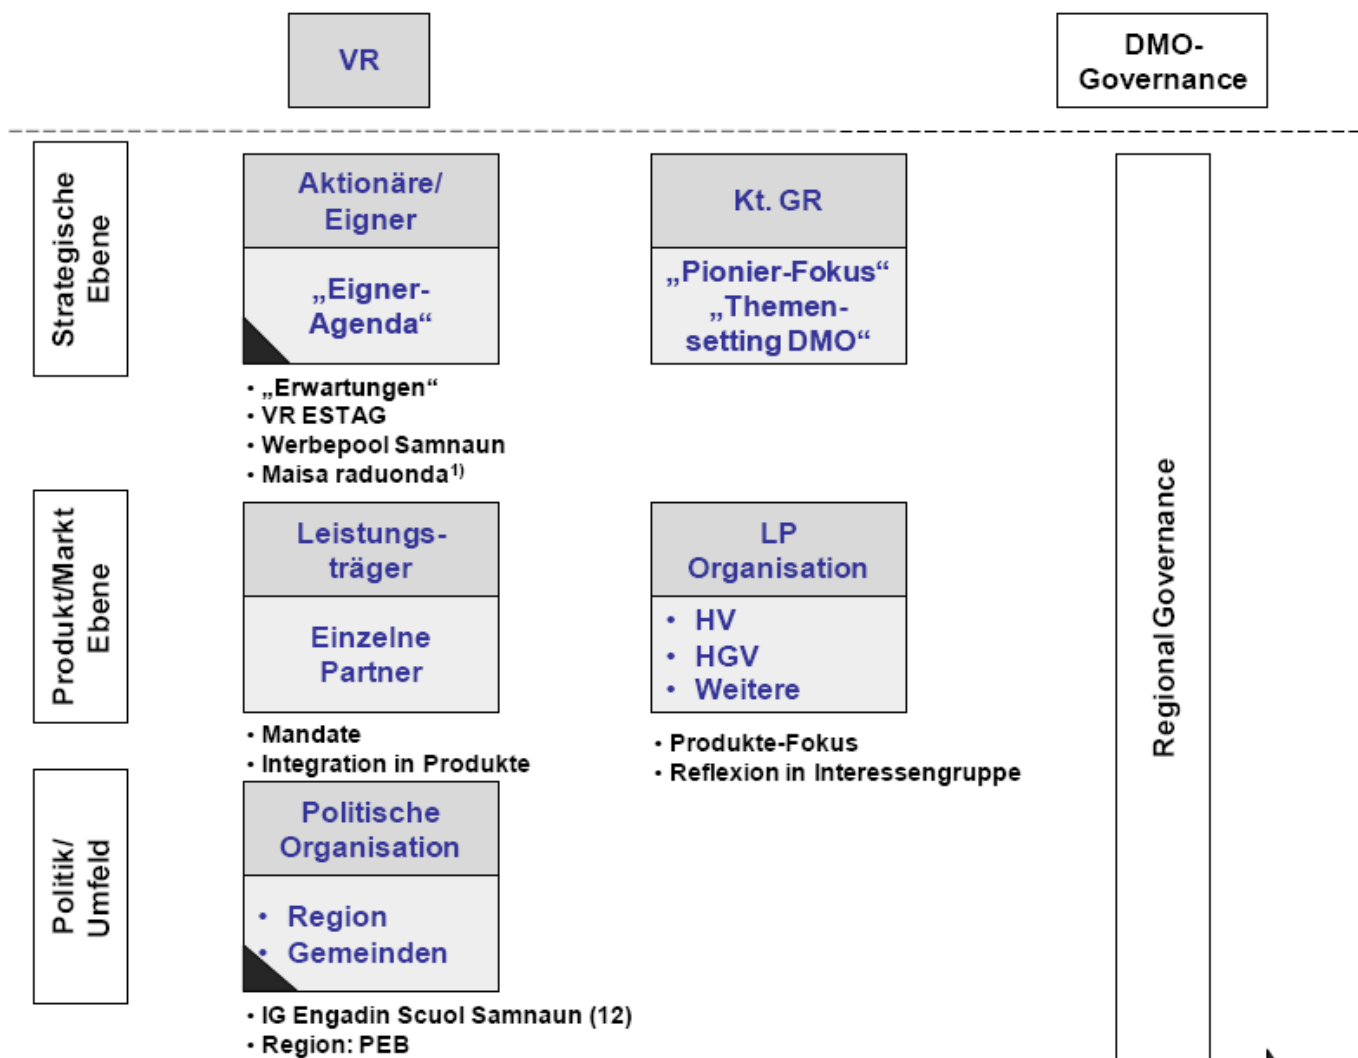 VR
DMO-
Governance
Strategische
Ebene
Aktionäre/
Eigner
„Eigner-
Agenda“
• „Erwartungen“
• VR ESTAG
• Werbepool Samnaun
• Maisa raduonda¹⁾
Kt. GR
„Pionier-Fokus“
„Themen-
setting DMO“
Produkt/Markt
Ebene
Leistungs-
träger
Einzelne
Partner
• Mandate
• Integration in Produkte
LP
Organisation
• HV
• HGV
• Weitere
• Produkte-Fokus
• Reflexion in Interessengruppe
Politik/
Umfeld
Politische
Organisation
• Region
• Gemeinden
• IG Engadin Scuol Samnaun (12)
• Region: PEB
Regional Governance